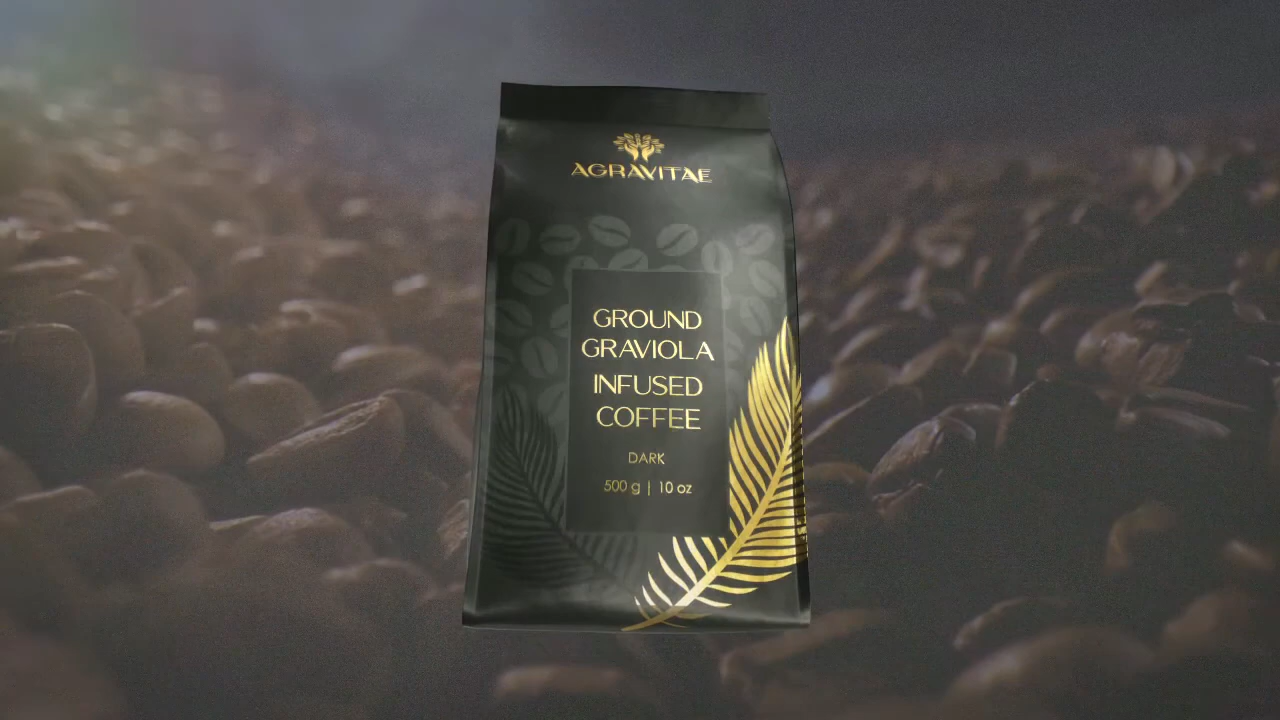 AGRAVITAE
GROUND
GRAVIOLA
INFUSED
COFFEE
DARK
500 g | 10 oz